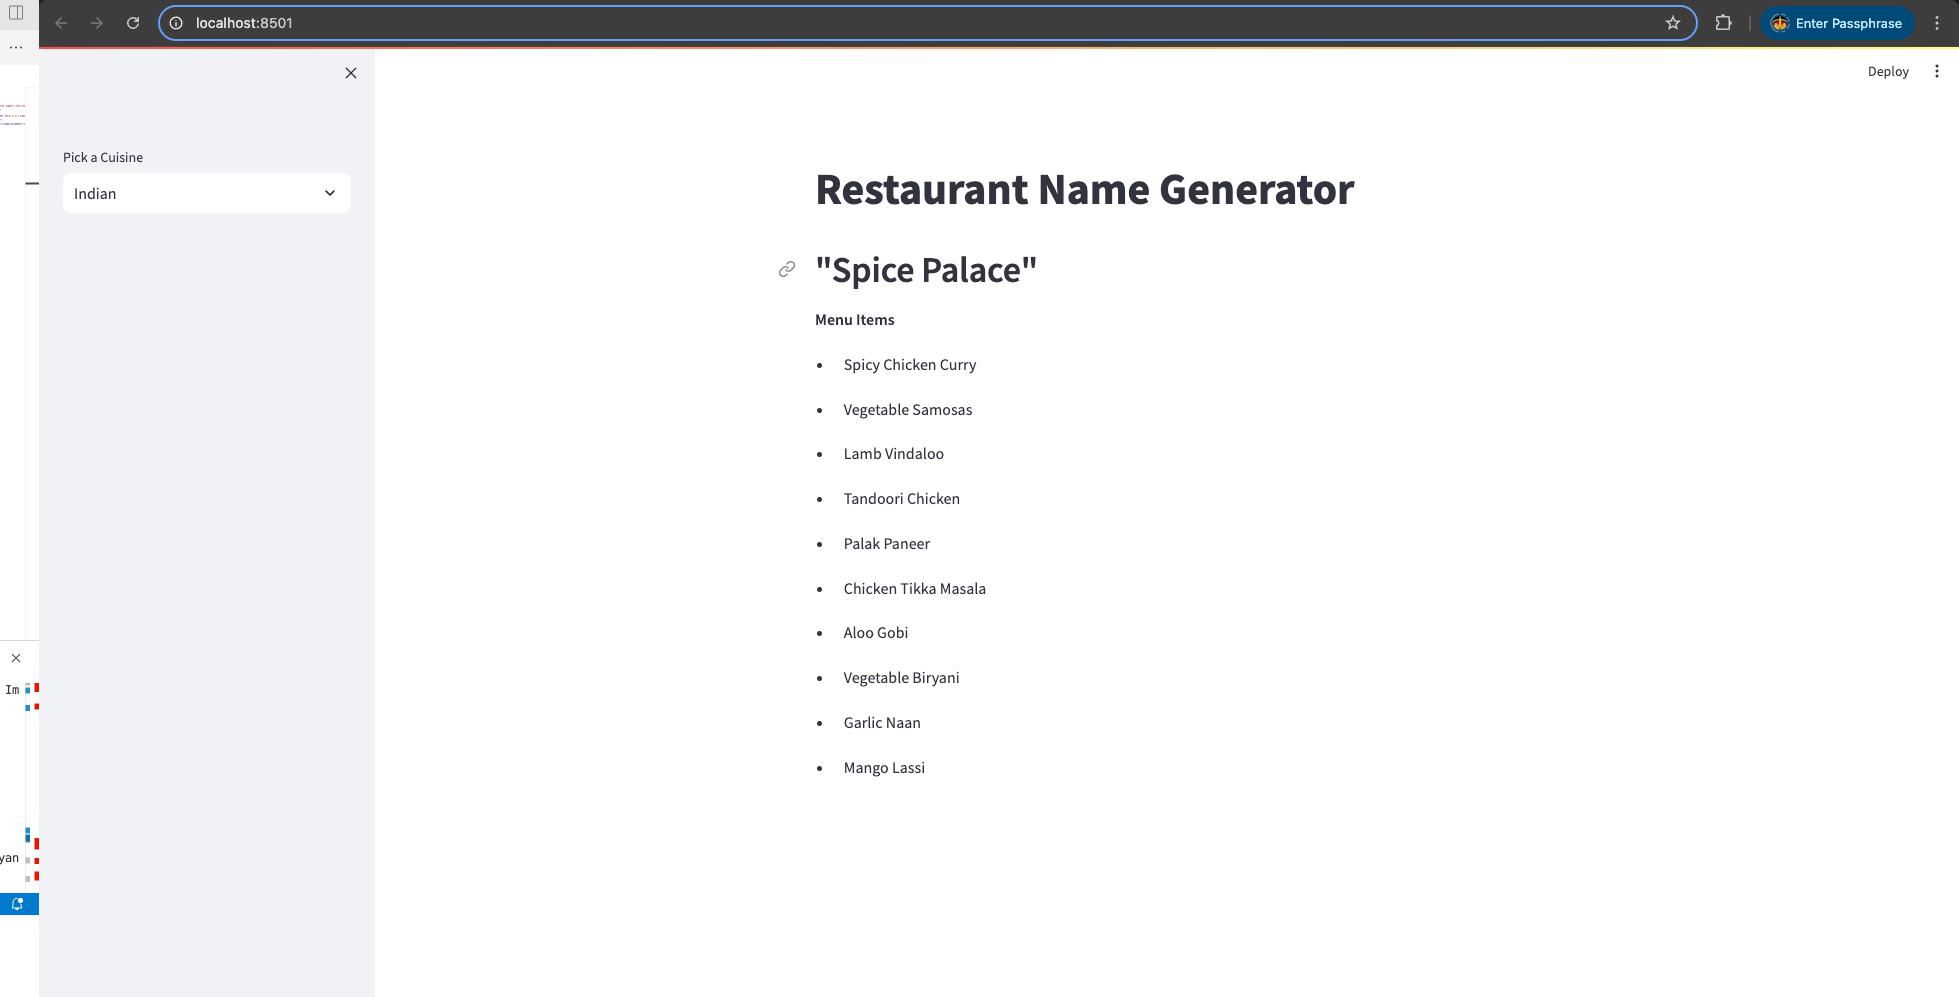 localhost:8501
Enter Passphrase
Deploy
Pick a Cuisine
Indian
Restaurant Name Generator
"Spice Palace"
Menu Items
• Spicy Chicken Curry
• Vegetable Samosas
• Lamb Vindaloo
• Tandoori Chicken
• Palak Paneer
• Chicken Tikka Masala
• Aloo Gobi
• Vegetable Biryani
• Garlic Naan
• Mango Lassi
Im
yan